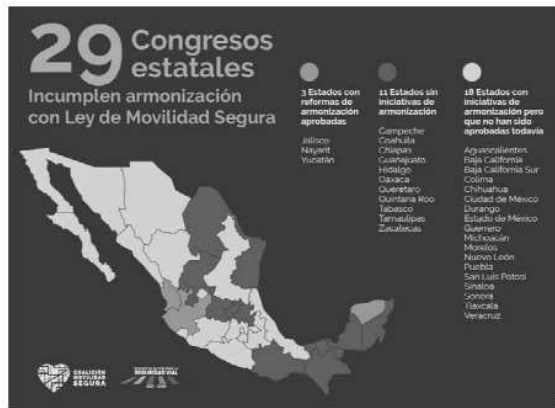 29 Congresos
estatales
Incumplen armonización
con Ley de Movilidad Segura
3 Estados con
reformas de
armonización
aprobadas
Jalisco
Nayarit
Yucatán
11 Estados sin
iniciativas de
armonización
Campeche
Coahuila
Chiapas
Guanajuato
Hidalgo
Oaxaca
Querétaro
Quintana Roo
Tabasco
Tamaulipas
Zacatecas
18 Estados con
iniciativas de
armonización pero
que no han sido
aprobadas todavía
Aguascalientes
Baja California
Baja California Sur
Colima
Chihuahua
Ciudad de México
Durango
Estado de México
Guerrero
Michoacán
Morelos
Nuevo León
Puebla
San Luis Potosí
Sinaloa
Sonora
Tlaxcala
Veracruz
COALICIÓN
MOVILIDAD
SEGURA
SEGURIDAD VIAL